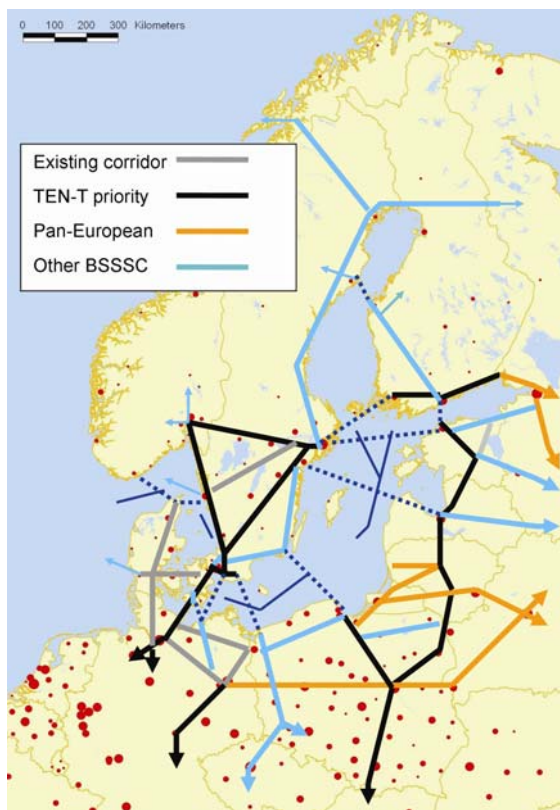 0 100 200 300 Kilometers
Existing corridor
TEN-T priority
Pan-European
Other BSSSC